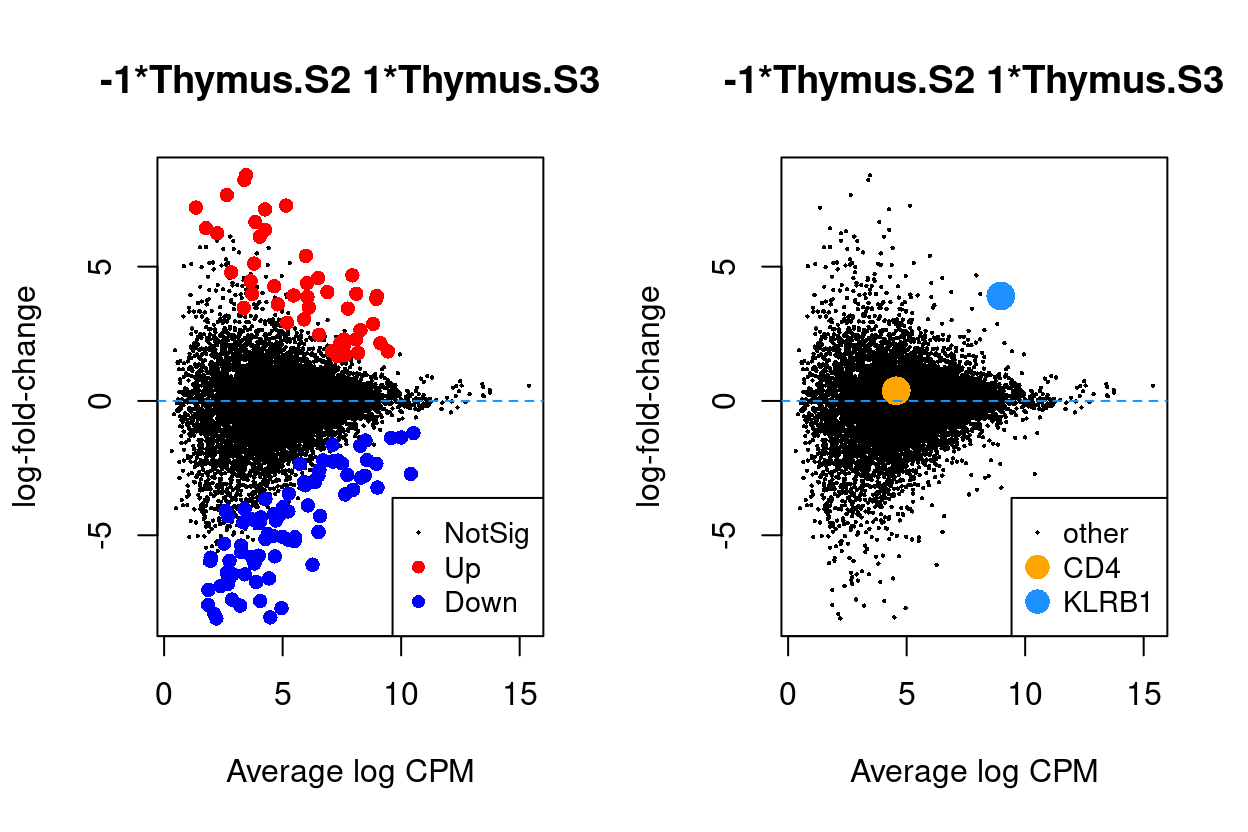 -1*Thymus.S2 1*Thymus.S3
log-fold-change
5
0
-5
NotSig
Up
Down
0 5 10 15
Average log CPM
-1*Thymus.S2 1*Thymus.S3
log-fold-change
5
0
-5
other
CD4
KLRB1
0 5 10 15
Average log CPM